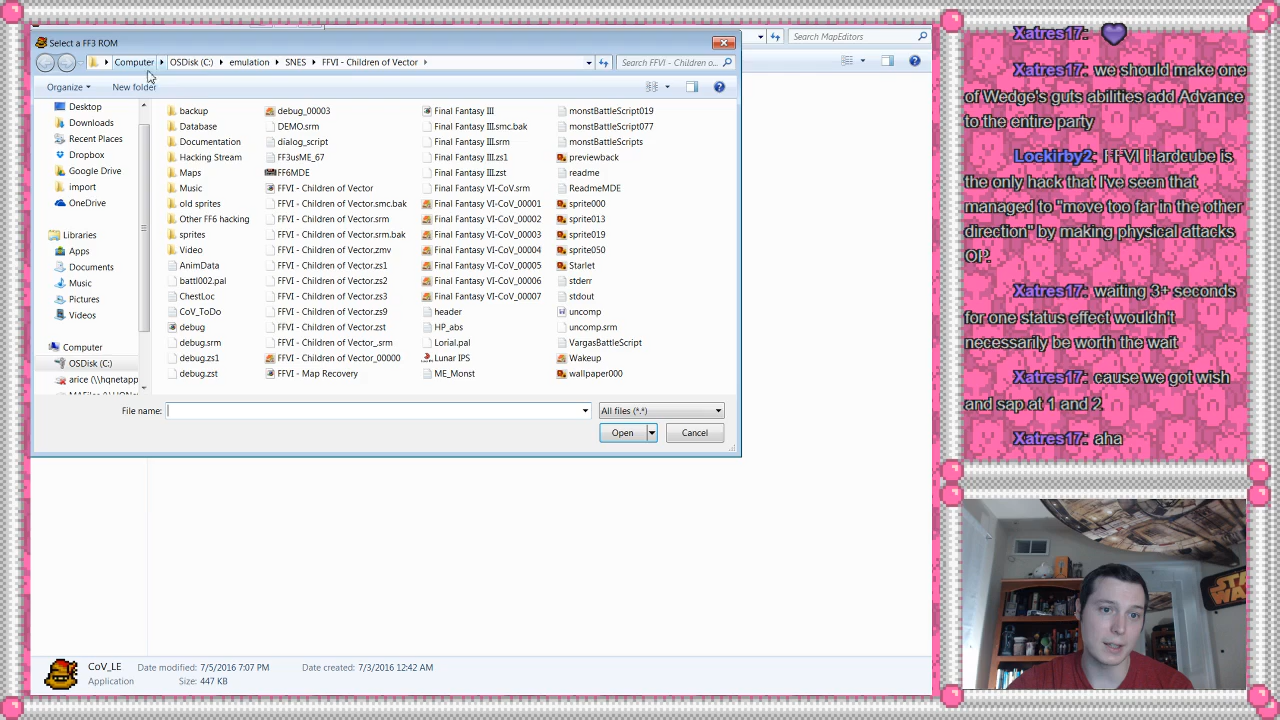 Select a FF3 ROM
Computer OSDisk (C:) emulation SNES FFVI - Children of Vector
Search FFVI - Children o...
Search MapEditors
Organize
New folder
Desktop
Downloads
Recent Places
Dropbox
Google Drive
import
OneDrive
Libraries
Apps
Documents
Music
Pictures
Videos
Computer
OSDisk (C:)
arice (\\hqnetapp
backup
Database
Documentation
Hacking Stream
Maps
Music
old sprites
Other FF6 hacking
sprites
Video
AnimData
battl002.pal
ChestLoc
CoV_ToDo
debug
debug.srm
debug.zs1
debug.zst
debug_00003
DEMO.srm
dialog_script
FF3usME_67
FF6MDE
FFVI - Children of Vector
FFVI - Children of Vector.smc.bak
FFVI - Children of Vector.srm
FFVI - Children of Vector.srm.bak
FFVI - Children of Vector.zmv
FFVI - Children of Vector.zs1
FFVI - Children of Vector.zs2
FFVI - Children of Vector.zs3
FFVI - Children of Vector.zs9
FFVI - Children of Vector.zst
FFVI - Children of Vector_.srm
FFVI - Children of Vector_00000
FFVI - Map Recovery
Final Fantasy III
Final Fantasy III.smc.bak
Final Fantasy III.srm
Final Fantasy III.zs1
Final Fantasy III.zst
Final Fantasy VI-CoV.srm
Final Fantasy VI-CoV_00001
Final Fantasy VI-CoV_00002
Final Fantasy VI-CoV_00003
Final Fantasy VI-CoV_00004
Final Fantasy VI-CoV_00005
Final Fantasy VI-CoV_00006
Final Fantasy VI-CoV_00007
header
HP_abs
Lorial.pal
Lunar IPS
ME_Monst
monstBattleScript019
monstBattleScript077
monstBattleScripts
previewback
readme
ReadmeMDE
sprite000
sprite013
sprite019
sprite050
Starlet
stderr
stdout
uncomp
uncomp.srm
VargasBattleScript
Wakeup
wallpaper000
File name:
All files (*.*)
Open
Cancel
CoV_LE
Date modified: 7/5/2016 7:07 PM
Date created: 7/3/2016 12:42 AM
Application
Size: 447 KB
Xatres17:
Xatres17: we should make one
of Wedge's guts abilities add Advance
to the entire party
Lockirby2: FFVI Hardcube is
the only hack that I've seen that
managed to "move too far in the other
direction" by making physical attacks
OP.
Xatres17: waiting 3+ seconds
for one status effect wouldn't
necessarily be worth the wait
Xatres17: cause we got wish
and sap at 1 and 2
Xatres17: aha
STAR
WARS